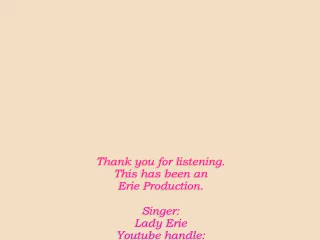 Thank you for listening.
This has been an
Erie Production.
Singer:
Lady Erie
Youtube handle: